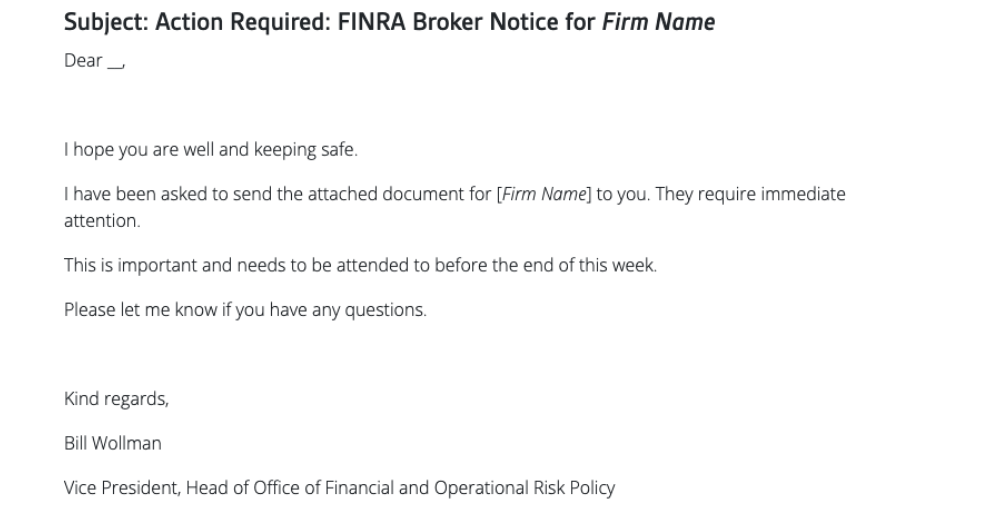 Subject: Action Required: FINRA Broker Notice for Firm Name
Dear __,
I hope you are well and keeping safe.
I have been asked to send the attached document for [Firm Name] to you. They require immediate
attention.
This is important and needs to be attended to before the end of this week.
Please let me know if you have any questions.
Kind regards,
Bill Wollman
Vice President, Head of Office of Financial and Operational Risk Policy